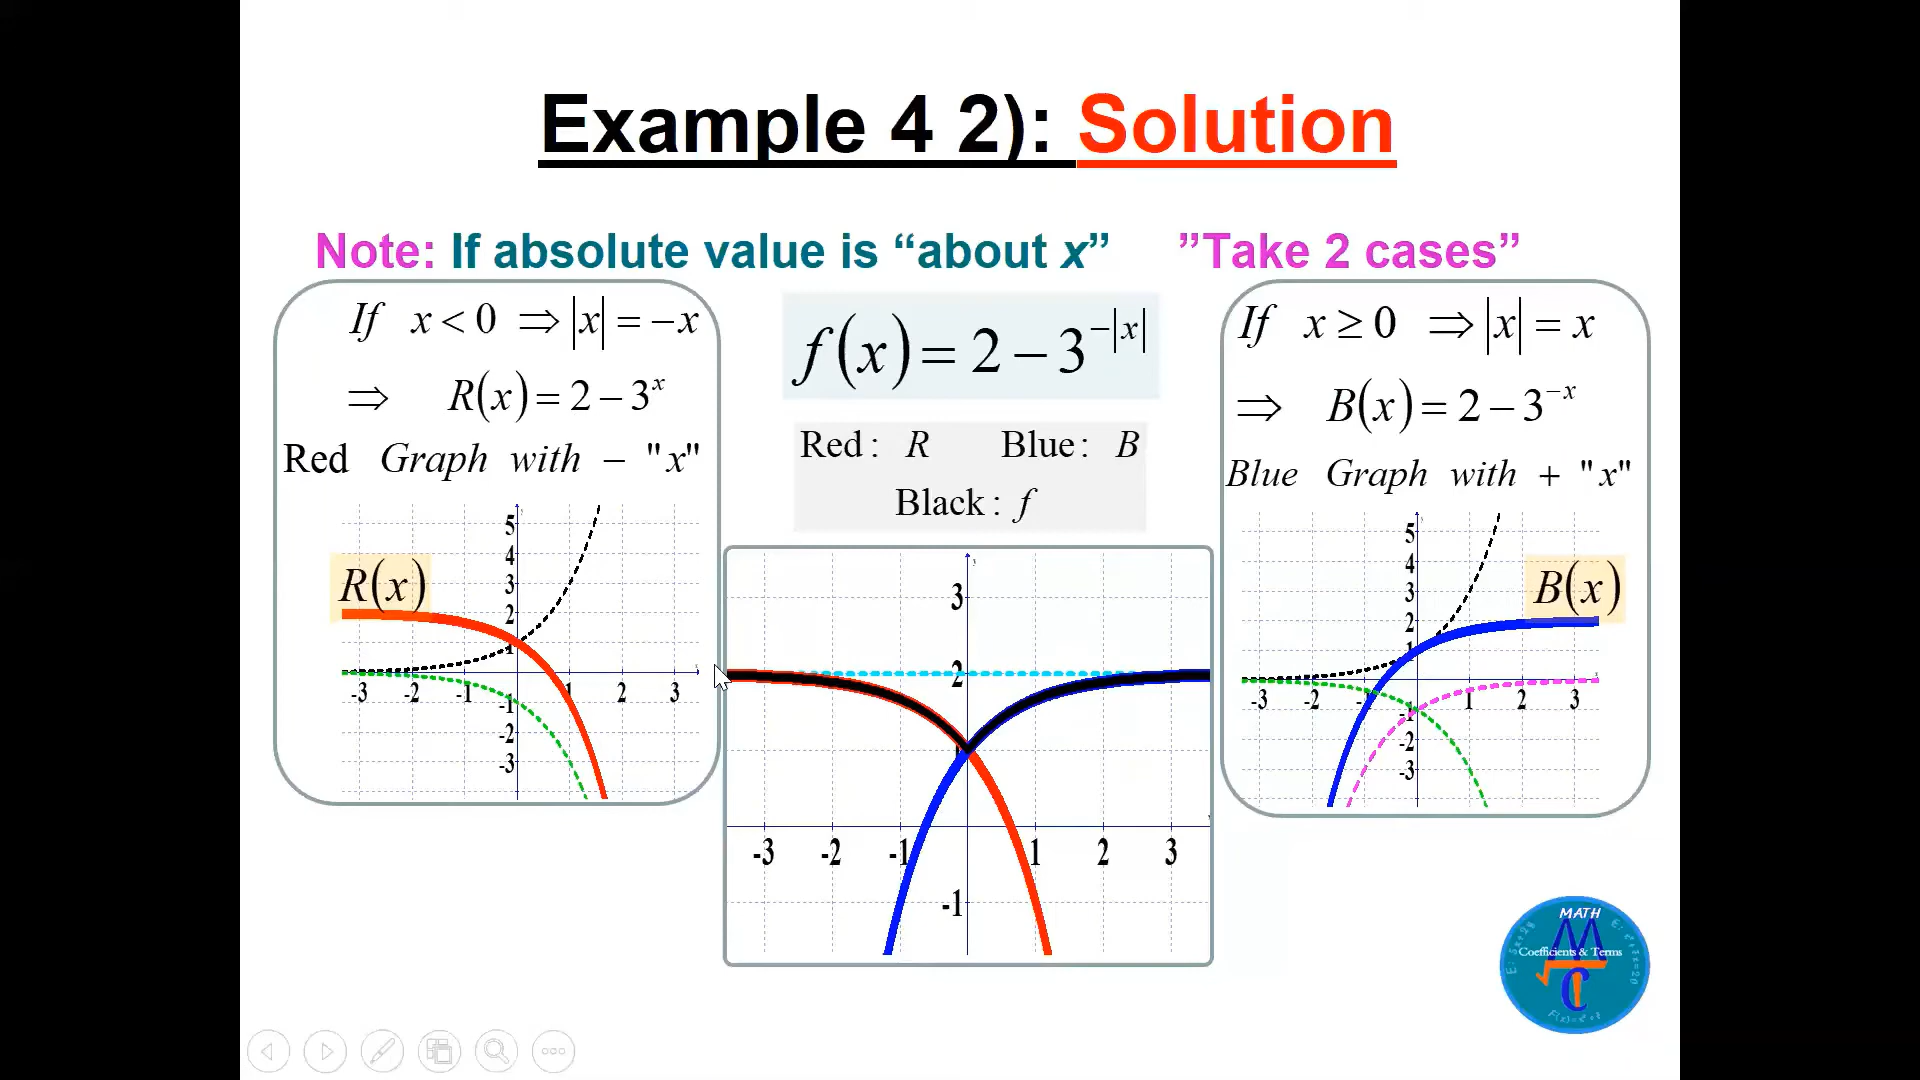 Example 4 2): Solution
Note: If absolute value is “about x” ”Take 2 cases”
If x < 0 ⇒ |x| = −x
⇒ R(x) = 2 − 3^x
Red Graph with − "x"
R(x)
5
4
3
2
1
-3 -2 -1 1 2 3
-1
-2
-3
f(x) = 2 − 3^{−|x|}
Red : R Blue : B
Black : f
3
2
1
-3 -2 -1 1 2 3
-1
If x ≥ 0 ⇒ |x| = x
⇒ B(x) = 2 − 3^{−x}
Blue Graph with + "x"
B(x)
5
4
3
2
1
-3 -2 1 2 3
-1
-2
-3
MATH
Coefficients & Terms